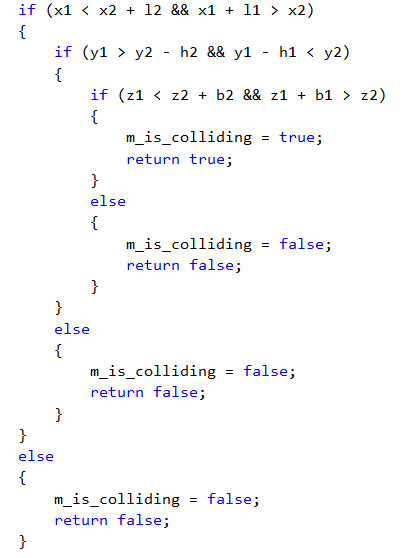 if (x1 < x2 + l2 && x1 + l1 > x2)
{
    if (y1 > y2 - h2 && y1 - h1 < y2)
    {
        if (z1 < z2 + b2 && z1 + b1 > z2)
        {
            m_is_colliding = true;
            return true;
        }
        else
        {
            m_is_colliding = false;
            return false;
        }
    }
    else
    {
        m_is_colliding = false;
        return false;
    }
}
else
{
    m_is_colliding = false;
    return false;
}